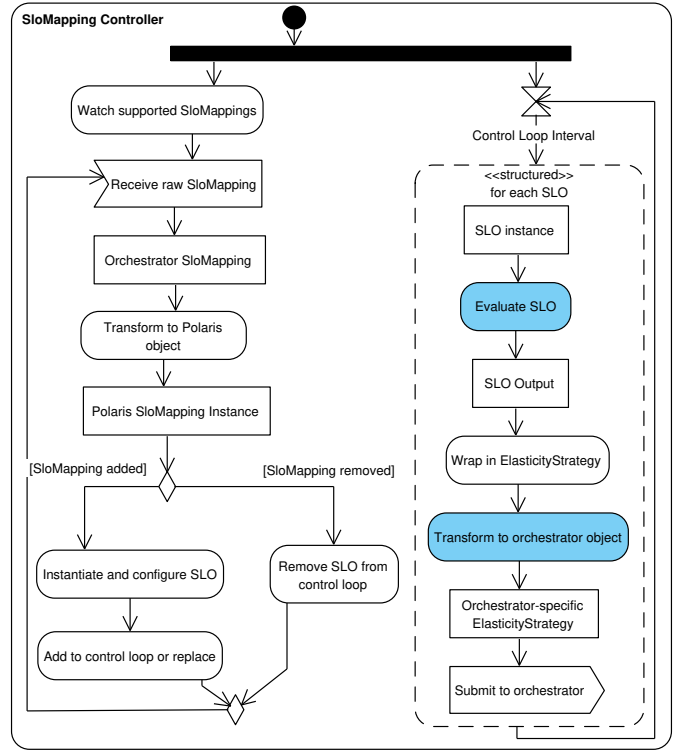 SloMapping Controller
Watch supported SloMappings
Receive raw SloMapping
Orchestrator SloMapping
Transform to Polaris
object
Polaris SloMapping Instance
[SloMapping added]
[SloMapping removed]
Instantiate and configure SLO
Remove SLO from
control loop
Add to control loop or replace
Control Loop Interval
<<structured>>
for each SLO
SLO instance
Evaluate SLO
SLO Output
Wrap in ElasticityStrategy
Transform to orchestrator object
Orchestrator-specific
ElasticityStrategy
Submit to orchestrator